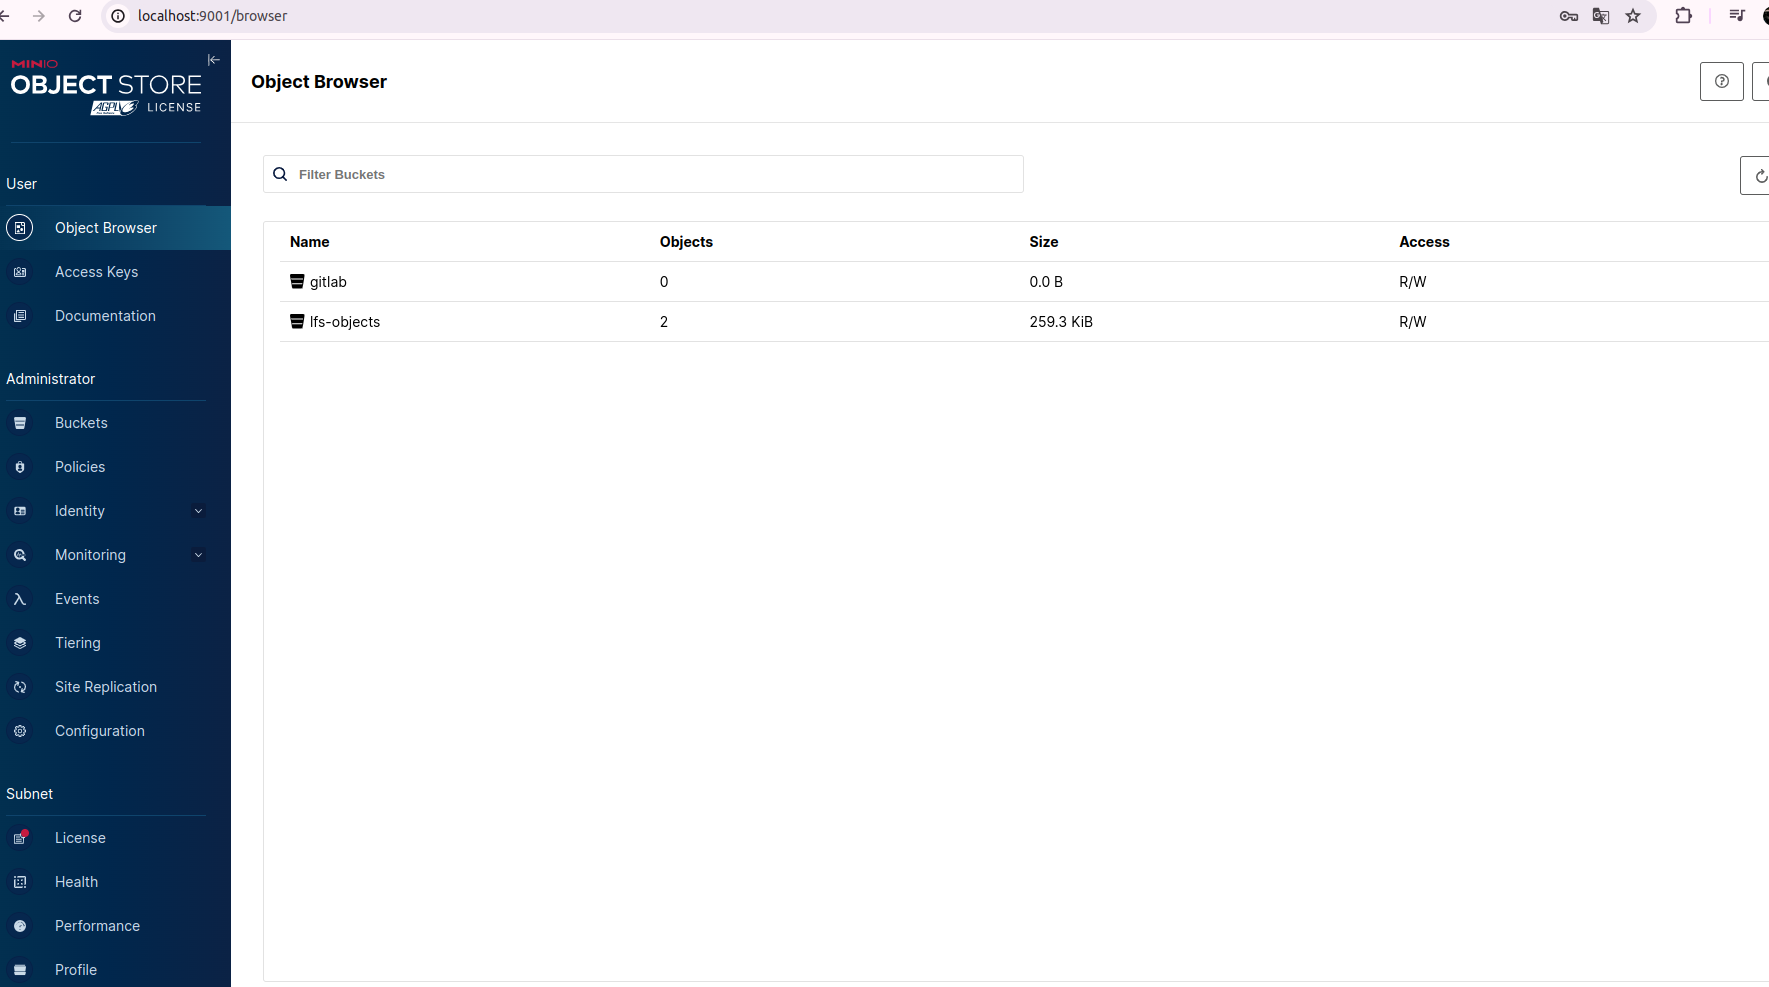 localhost:9001/browser
MINIO
OBJECT STORE
AGPL LICENSE
Object Browser
User
Object Browser
Access Keys
Documentation
Administrator
Buckets
Policies
Identity
Monitoring
Events
Tiering
Site Replication
Configuration
Subnet
License
Health
Performance
Profile
Filter Buckets
Name Objects Size Access
gitlab 0 0.0 B R/W
lfs-objects 2 259.3 KiB R/W